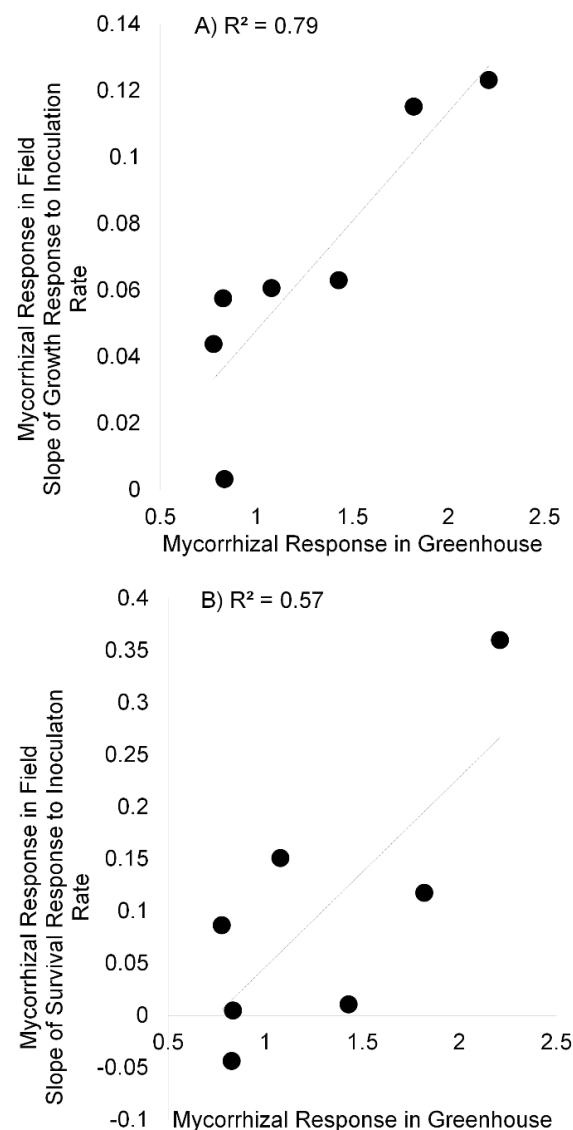 A) R² = 0.79
Mycorrhizal Response in Field
Slope of Growth Response to Inoculation
Rate
0.14
0.12
0.1
0.08
0.06
0.04
0.02
0
0.5 1 1.5 2 2.5
Mycorrhizal Response in Greenhouse
B) R² = 0.57
Mycorrhizal Response in Field
Slope of Survival Response to Inoculaton
Rate
0.4
0.35
0.3
0.25
0.2
0.15
0.1
0.05
0
-0.05
-0.1
0.5 1 1.5 2 2.5
Mycorrhizal Response in Greenhouse